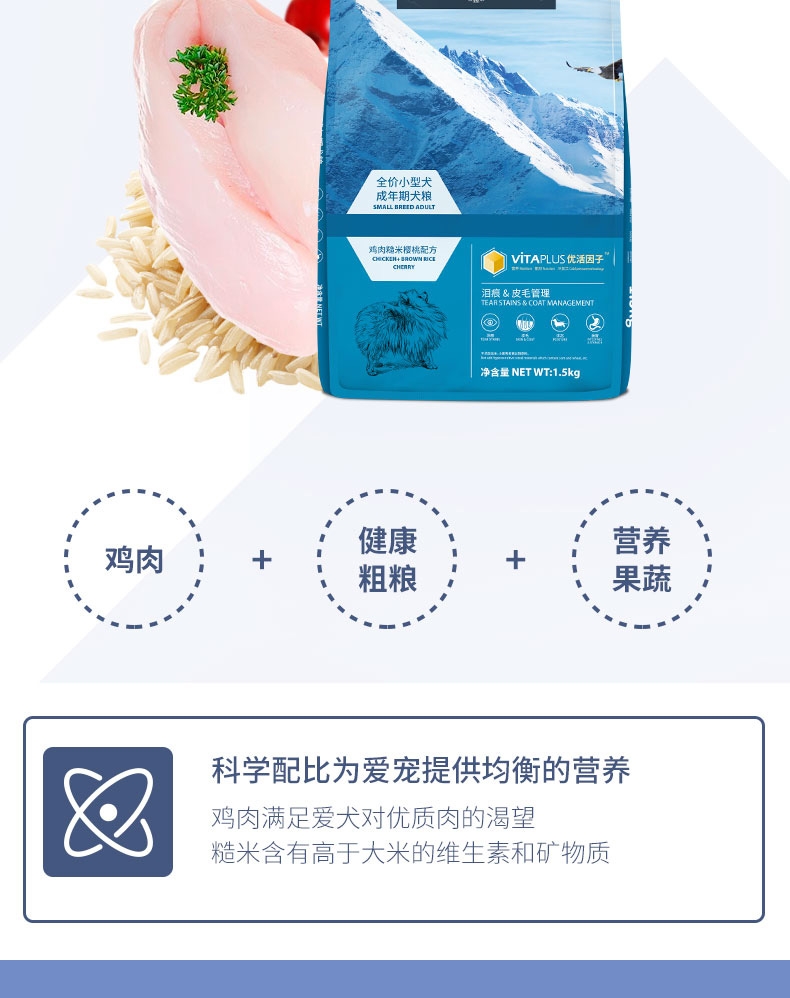 全价小型犬
成年期犬粮
SMALL BREED ADULT
鸡肉糙米樱桃配方
CHICKEN+ BROWN RICE
CHERRY
VITAPLUS 优活因子
泪痕 & 皮毛管理
TEAR STAINS & COAT MANAGEMENT
净含量 NET WT:1.5kg
鸡肉
+
健康
粗粮
+
营养
果蔬
科学配比为爱宠提供均衡的营养
鸡肉满足爱犬对优质肉的渴望
糙米含有高于大米的维生素和矿物质